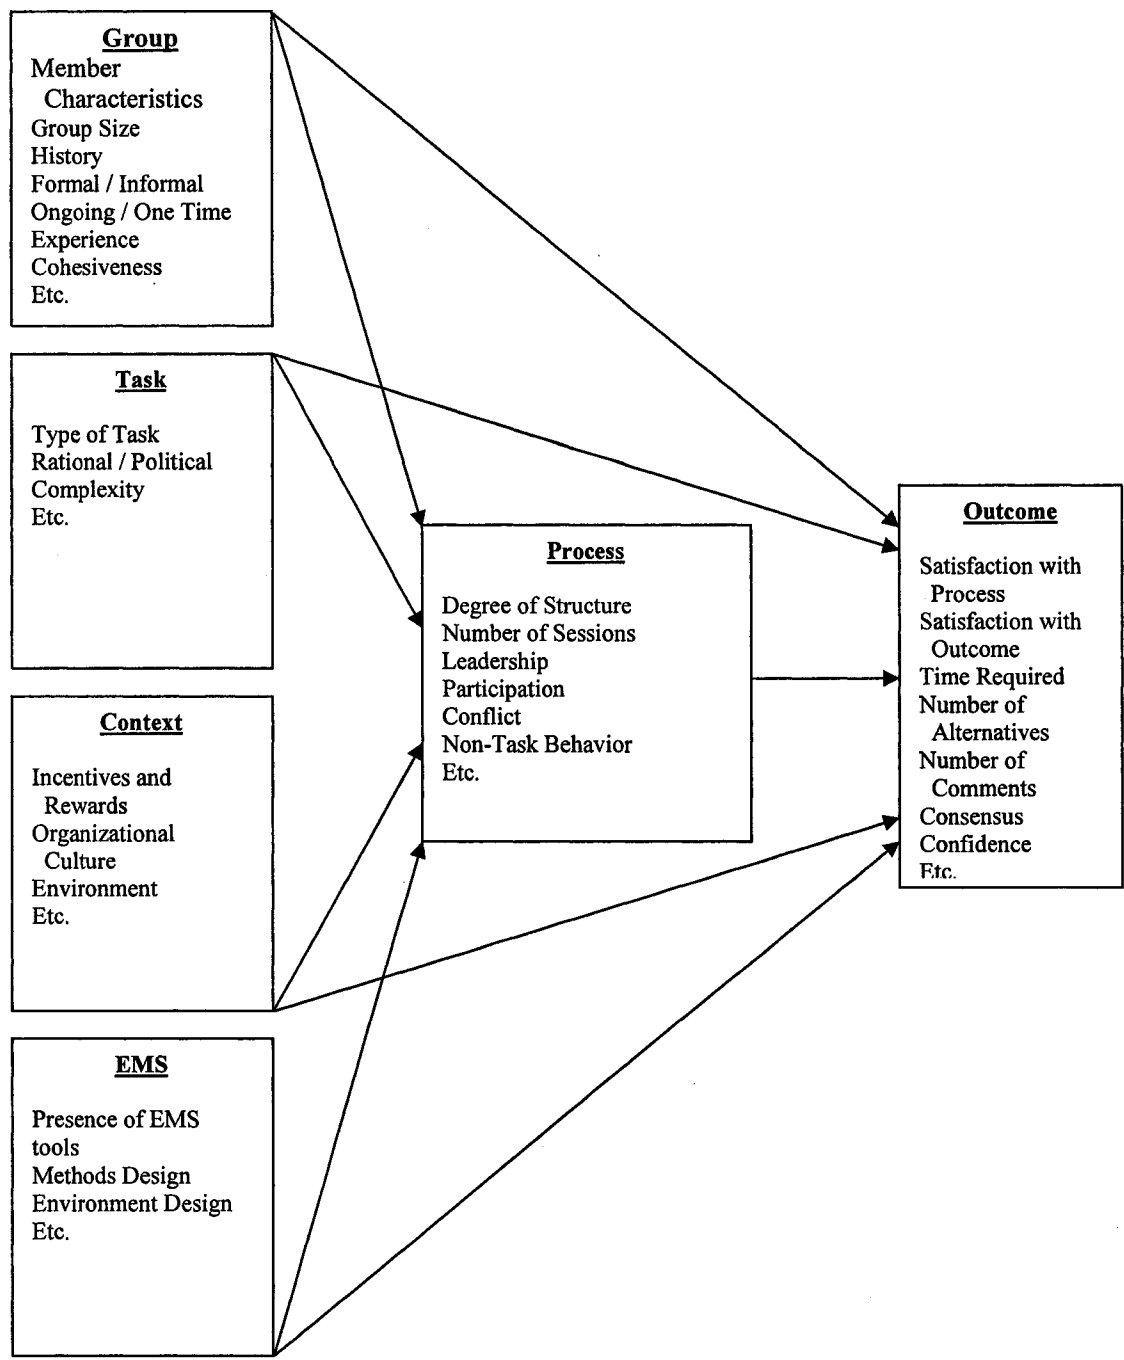 Group
Member
Characteristics
Group Size
History
Formal / Informal
Ongoing / One Time
Experience
Cohesiveness
Etc.
Task
Type of Task
Rational / Political
Complexity
Etc.
Context
Incentives and
Rewards
Organizational
Culture
Environment
Etc.
EMS
Presence of EMS
tools
Methods Design
Environment Design
Etc.
Process
Degree of Structure
Number of Sessions
Leadership
Participation
Conflict
Non-Task Behavior
Etc.
Outcome
Satisfaction with
Process
Satisfaction with
Outcome
Time Required
Number of
Alternatives
Number of
Comments
Consensus
Confidence
Etc.